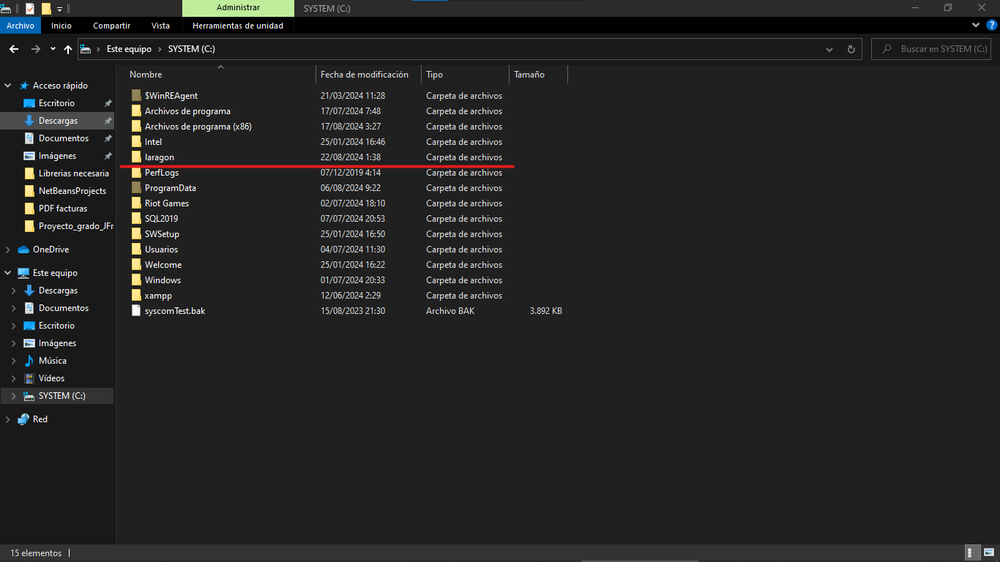 Administrar
SYSTEM (C:)
Archivo
Inicio
Compartir
Vista
Herramientas de unidad
Este equipo
SYSTEM (C:)
Buscar en SYSTEM (C:)
Nombre
Fecha de modificación
Tipo
Tamaño
Acceso rápido
Escritorio
Descargas
Documentos
Imágenes
Librerias necesaria
NetBeansProjects
PDF facturas
Proyecto_grado_JFra
OneDrive
Este equipo
Descargas
Documentos
Escritorio
Imágenes
Música
Vídeos
SYSTEM (C:)
Red
$WinREAgent 21/03/2024 11:28 Carpeta de archivos
Archivos de programa 17/07/2024 7:48 Carpeta de archivos
Archivos de programa (x86) 17/08/2024 3:27 Carpeta de archivos
Intel 25/01/2024 16:46 Carpeta de archivos
laragon 22/08/2024 1:38 Carpeta de archivos
PerfLogs 07/12/2019 4:14 Carpeta de archivos
ProgramData 06/08/2024 9:22 Carpeta de archivos
Riot Games 02/07/2024 18:10 Carpeta de archivos
SQL2019 07/07/2024 20:53 Carpeta de archivos
SWSetup 25/01/2024 16:50 Carpeta de archivos
Usuarios 04/07/2024 11:30 Carpeta de archivos
Welcome 25/01/2024 16:22 Carpeta de archivos
Windows 01/07/2024 20:33 Carpeta de archivos
xampp 12/06/2024 2:29 Carpeta de archivos
syscomTest.bak 15/08/2023 21:30 Archivo BAK 3.892 KB
15 elementos